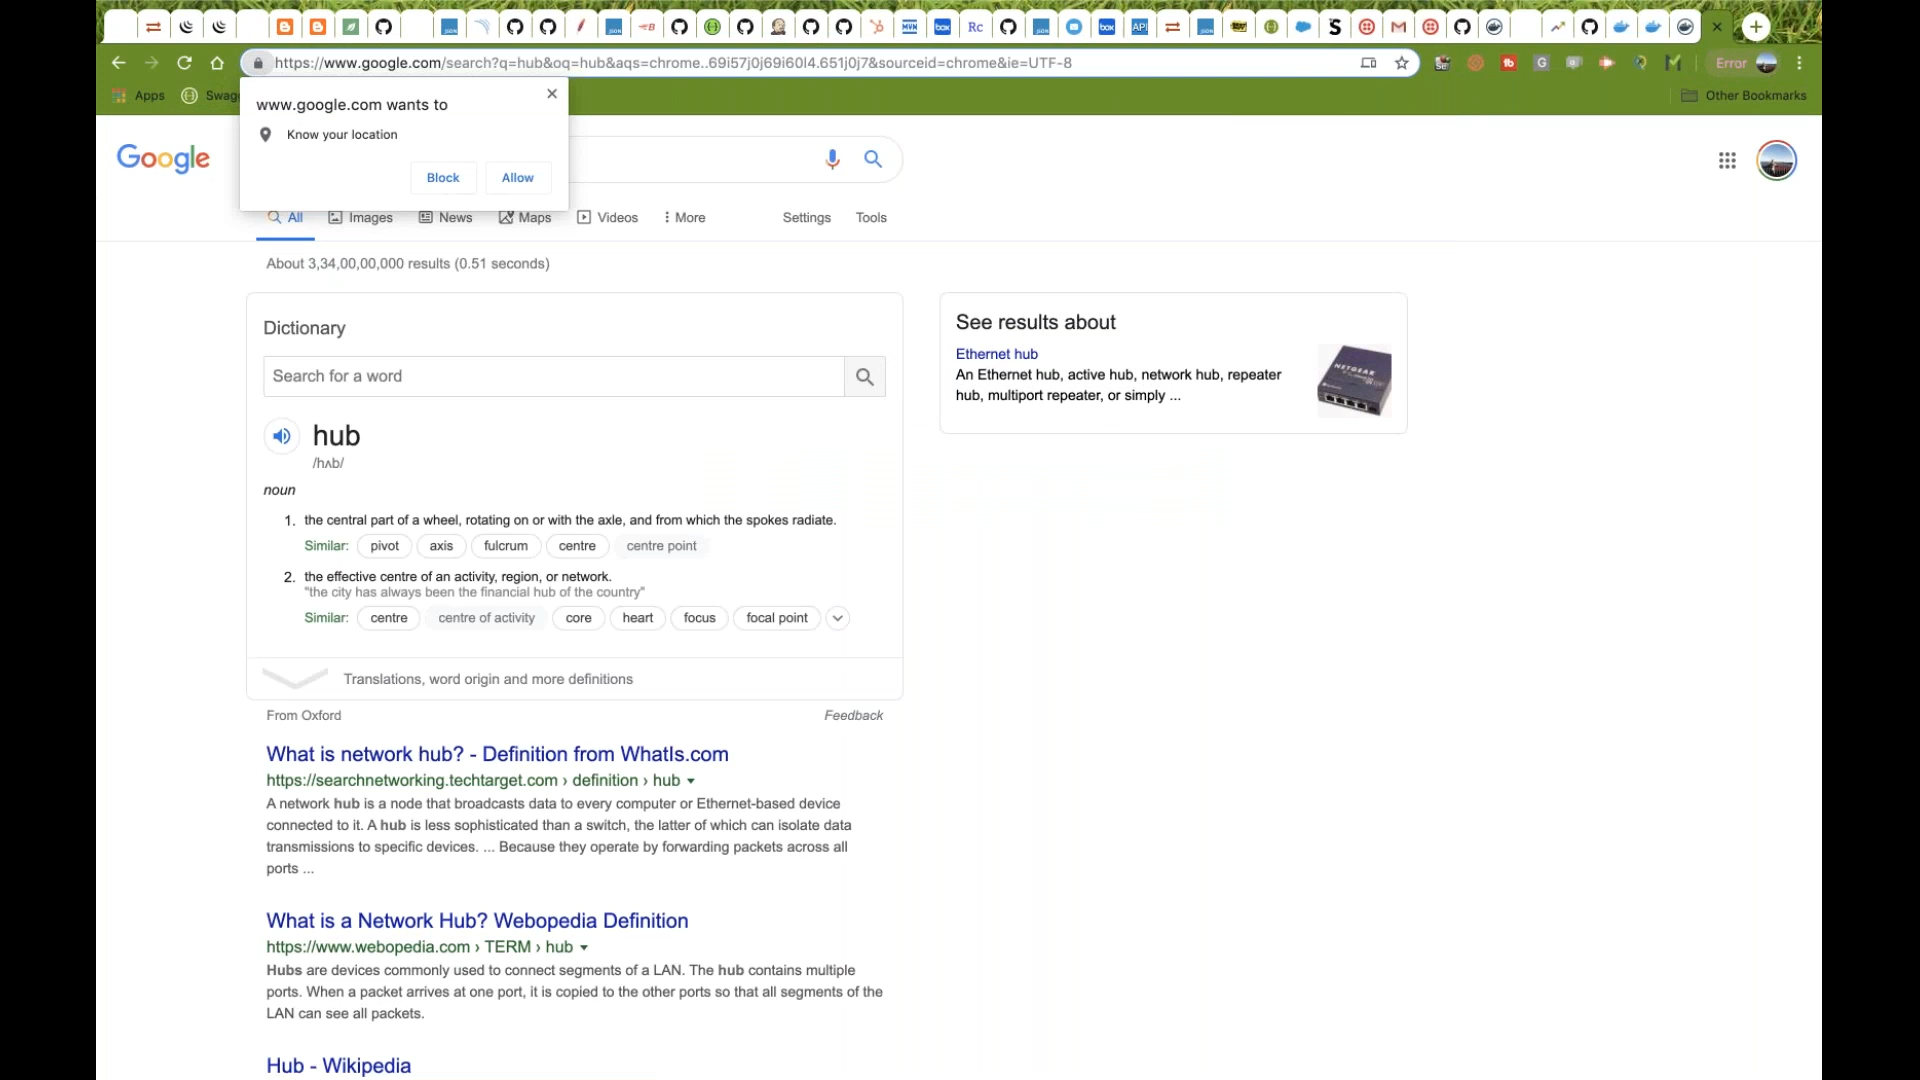 https://www.google.com/search?q=hub&oq=hub&aqs=chrome..69i57j0j69i60l4.651j0j7&sourceid=chrome&ie=UTF-8
Error
Apps
Other Bookmarks
www.google.com wants to
Know your location
Block Allow
Google
All Images News Maps Videos More Settings Tools
About 3,34,00,00,000 results (0.51 seconds)
Dictionary
Search for a word
hub
/hʌb/
noun
1. the central part of a wheel, rotating on or with the axle, and from which the spokes radiate.
Similar: pivot axis fulcrum centre centre point
2. the effective centre of an activity, region, or network.
"the city has always been the financial hub of the country"
Similar: centre centre of activity core heart focus focal point
Translations, word origin and more definitions
From Oxford Feedback
See results about
Ethernet hub
An Ethernet hub, active hub, network hub, repeater
hub, multiport repeater, or simply ...
NETGEAR
What is network hub? - Definition from WhatIs.com
https://searchnetworking.techtarget.com › definition › hub
A network hub is a node that broadcasts data to every computer or Ethernet-based device
connected to it. A hub is less sophisticated than a switch, the latter of which can isolate data
transmissions to specific devices. ... Because they operate by forwarding packets across all
ports ...
What is a Network Hub? Webopedia Definition
https://www.webopedia.com › TERM › hub
Hubs are devices commonly used to connect segments of a LAN. The hub contains multiple
ports. When a packet arrives at one port, it is copied to the other ports so that all segments of the
LAN can see all packets.
Hub - Wikipedia